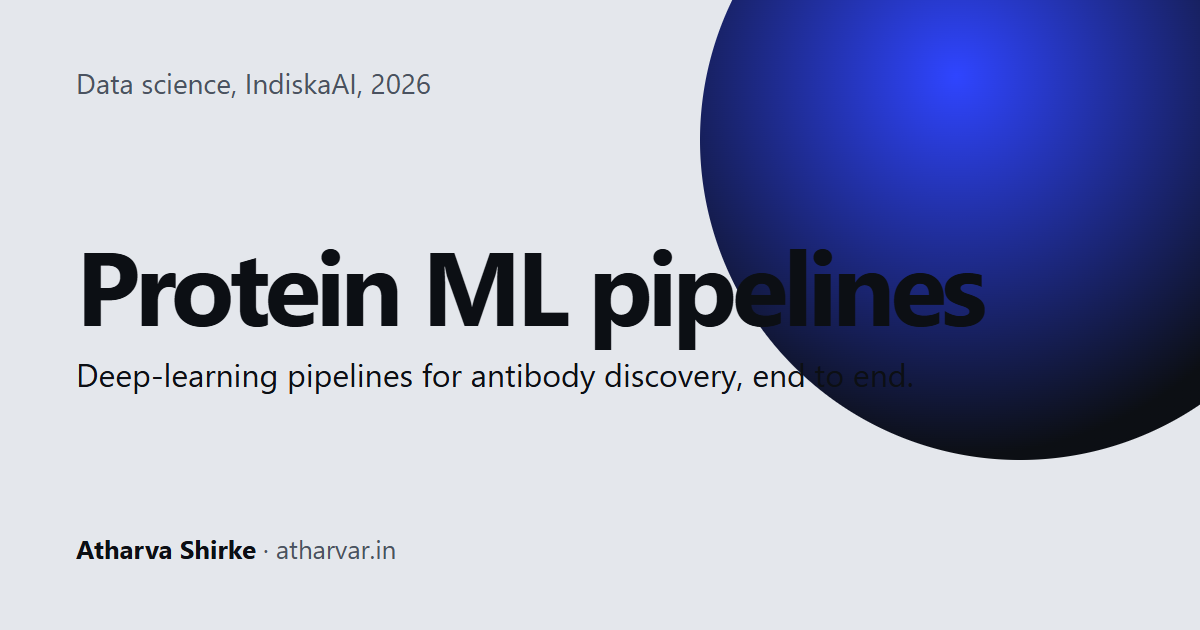 Data science, IndiskaAI, 2026
Protein ML pipelines
Deep-learning pipelines for antibody discovery, end to end.
Atharva Shirke · atharvar.in